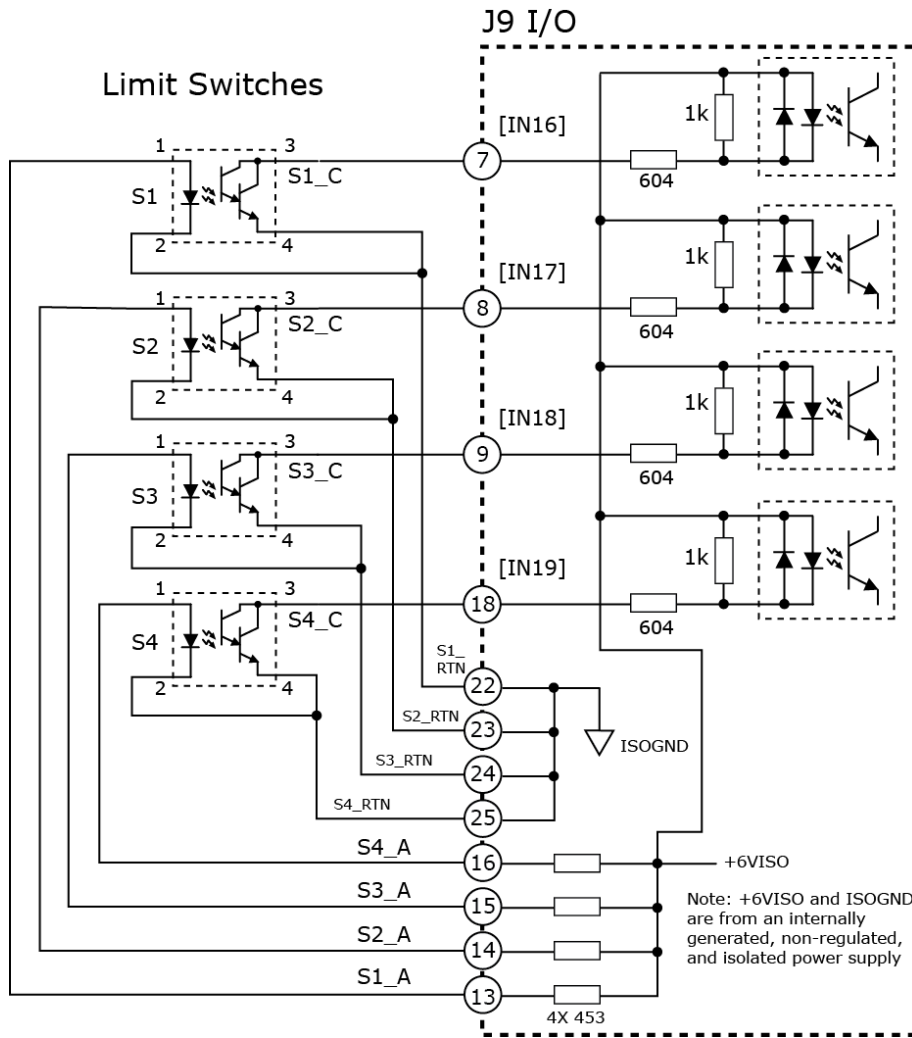 J9 I/O
Limit Switches
[IN16]
1k
1
3
7
S1_C
604
S1
2
4
[IN17]
1k
1
3
8
S2_C
604
S2
2
4
[IN18]
1k
1
3
9
S3_C
604
S3
2
4
[IN19]
1k
1
3
18
S4_C
604
S4
2
4
S1_
RTN
22
S2_RTN
23
ISOGND
S3_RTN
24
S4_RTN
25
S4_A
16
+6VISO
S3_A
15
S2_A
14
S1_A
13
4X 453
Note: +6VISO and ISOGND
are from an internally
generated, non-regulated,
and isolated power supply